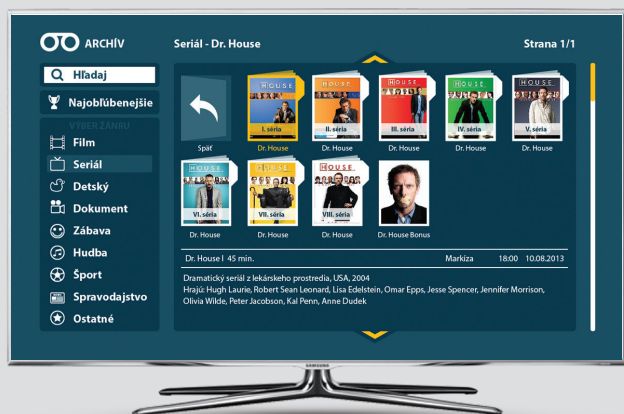 ARCHÍV
Seriál - Dr. House
Strana 1/1
Hľadaj
Najobľúbenejšie
VÝBER ŽÁNRU
Film
Seriál
Detský
Dokument
Zábava
Hudba
Šport
Spravodajstvo
Ostatné
Späť
HOUSE
I. séria
Dr. House
HOUSE
II. séria
Dr. House
HOUSE
III. séria
Dr. House
HOUSE
IV. séria
Dr. House
HOUSE
V. séria
Dr. House
HOUSE
VI. séria
Dr. House
HOUSE
VII. séria
Dr. House
HOUSE
VIII. séria
Dr. House
Dr. House Bonus
Dr. House I 45 min.
Markíza 18:00 10.08.2013
Dramatický seriál z lekárskeho prostredia, USA, 2004
Hrajú: Hugh Laurie, Robert Sean Leonard, Lisa Edelstein, Omar Epps, Jesse Spencer, Jennifer Morrison,
Olivia Wilde, Peter Jacobson, Kal Penn, Anne Dudek
SAMSUNG